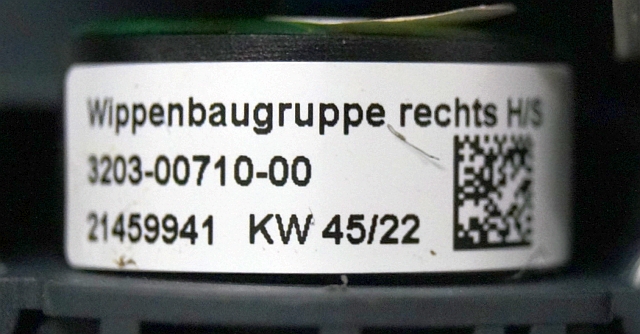 Wippenbaugruppe rechts H/S
3203-00710-00
21459941 KW 45/22